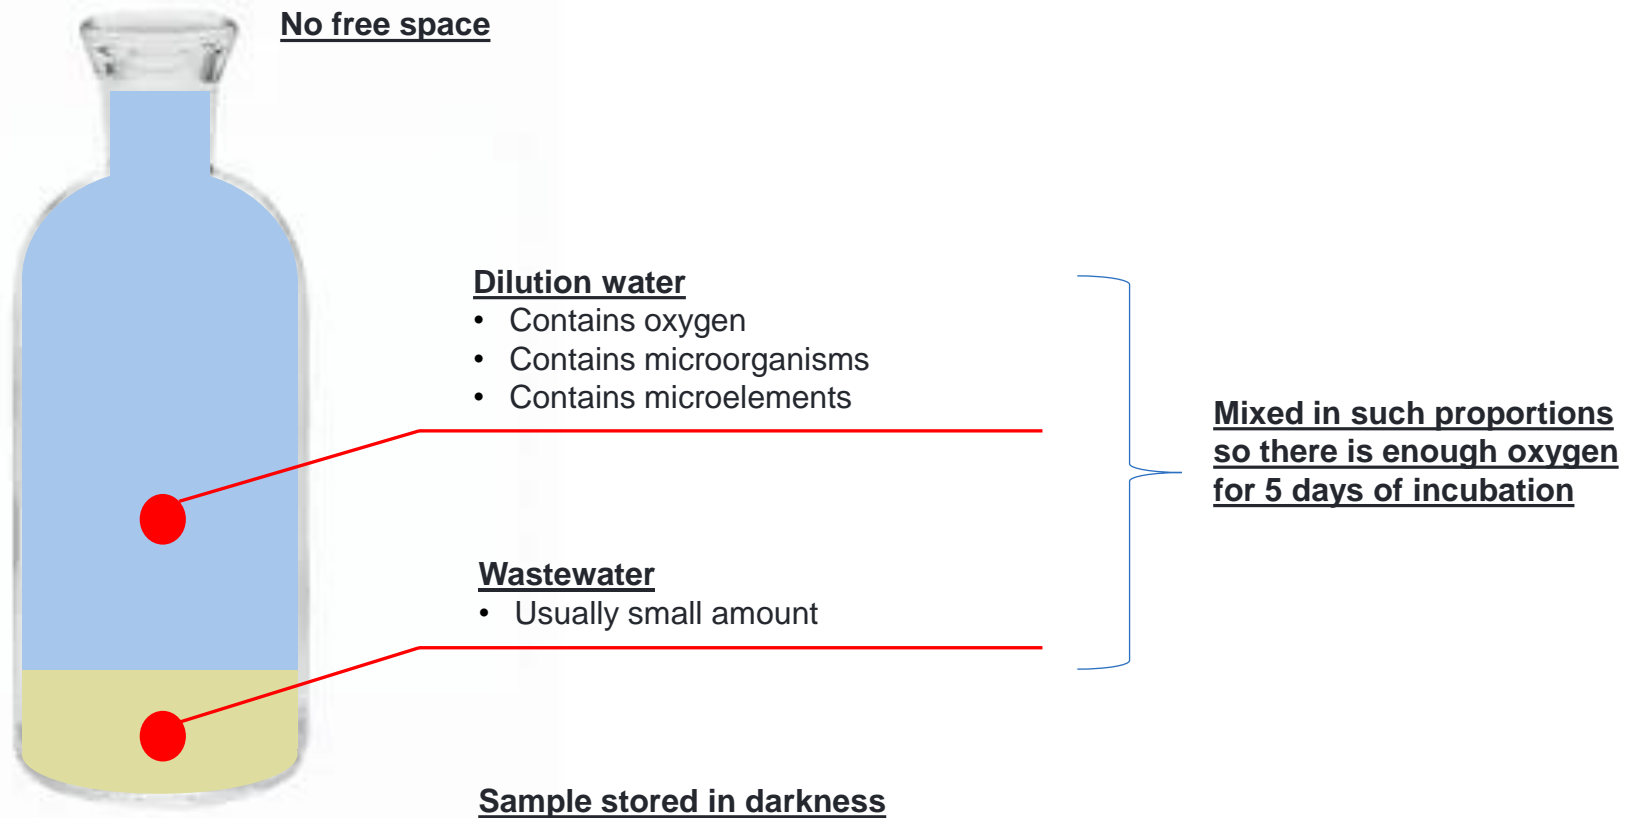 No free space
Dilution water
• Contains oxygen
• Contains microorganisms
• Contains microelements
Mixed in such proportions
so there is enough oxygen
for 5 days of incubation
Wastewater
• Usually small amount
Sample stored in darkness